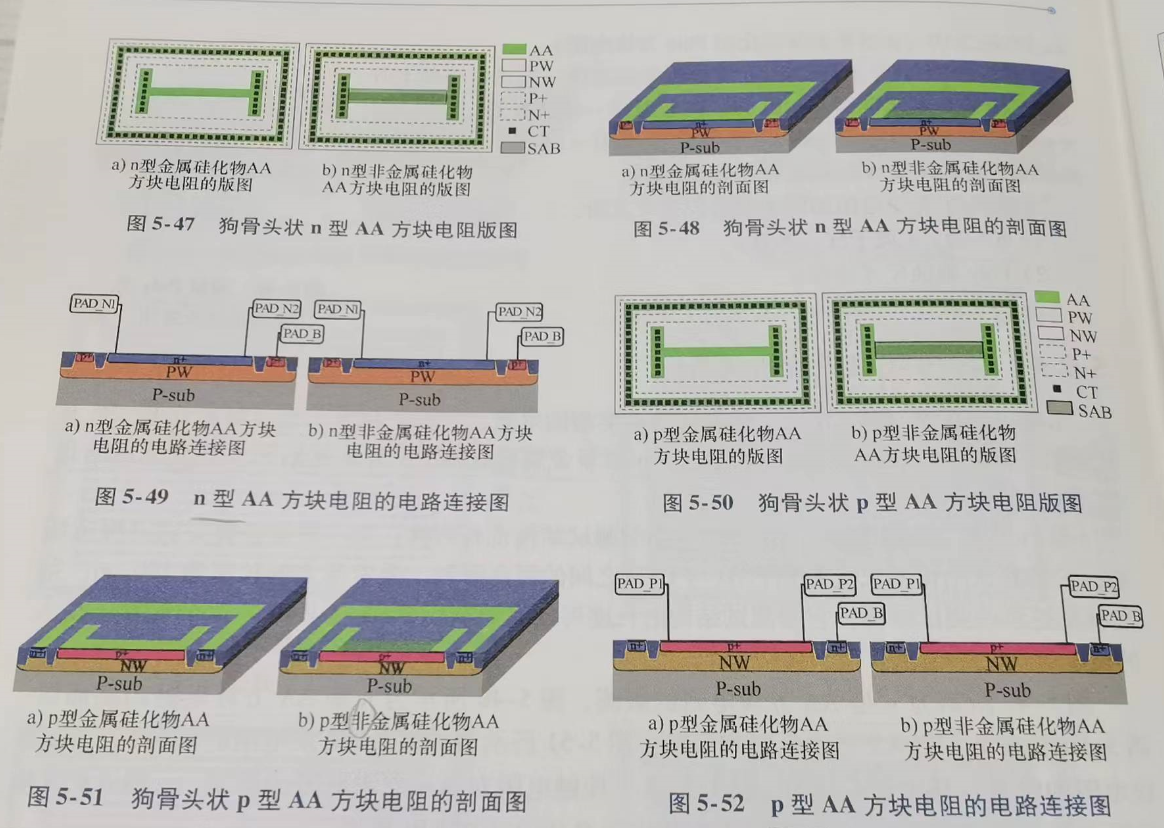 AA
PW
NW
P+
N+
CT
SAB
a) n型金属硅化物AA
方块电阻的版图
b) n型非金属硅化物
AA方块电阻的版图
图 5-47 狗骨头状 n 型 AA 方块电阻版图
p+
n+
p+
PW
P-sub
p+
n+
p+
PW
P-sub
a) n型金属硅化物AA
方块电阻的剖面图
b) n型非金属硅化物AA
方块电阻的剖面图
图 5-48 狗骨头状 n 型 AA 方块电阻的剖面图
PAD_N1
PAD_N2
PAD_B
p+
n+
p+
PW
P-sub
PAD_N1
PAD_N2
PAD_B
p+
n+
p+
PW
P-sub
a) n型金属硅化物AA方块
电阻的电路连接图
b) n型非金属硅化物AA方块
电阻的电路连接图
图 5-49 n 型 AA 方块电阻的电路连接图
AA
PW
NW
P+
N+
CT
SAB
a) p型金属硅化物AA
方块电阻的版图
b) p型非金属硅化物
AA方块电阻的版图
图 5-50 狗骨头状 p 型 AA 方块电阻版图
n+
p+
n+
NW
P-sub
n+
p+
n+
NW
P-sub
a) p型金属硅化物AA
方块电阻的剖面图
b) p型非金属硅化物AA
方块电阻的剖面图
图 5-51 狗骨头状 p 型 AA 方块电阻的剖面图
PAD_P1
PAD_P2
PAD_B
n+
p+
n+
NW
P-sub
PAD_P1
PAD_P2
PAD_B
n+
p+
n+
NW
P-sub
a) p型金属硅化物AA
方块电阻的电路连接图
b) p型非金属硅化物AA
方块电阻的电路连接图
图 5-52 p 型 AA 方块电阻的电路连接图